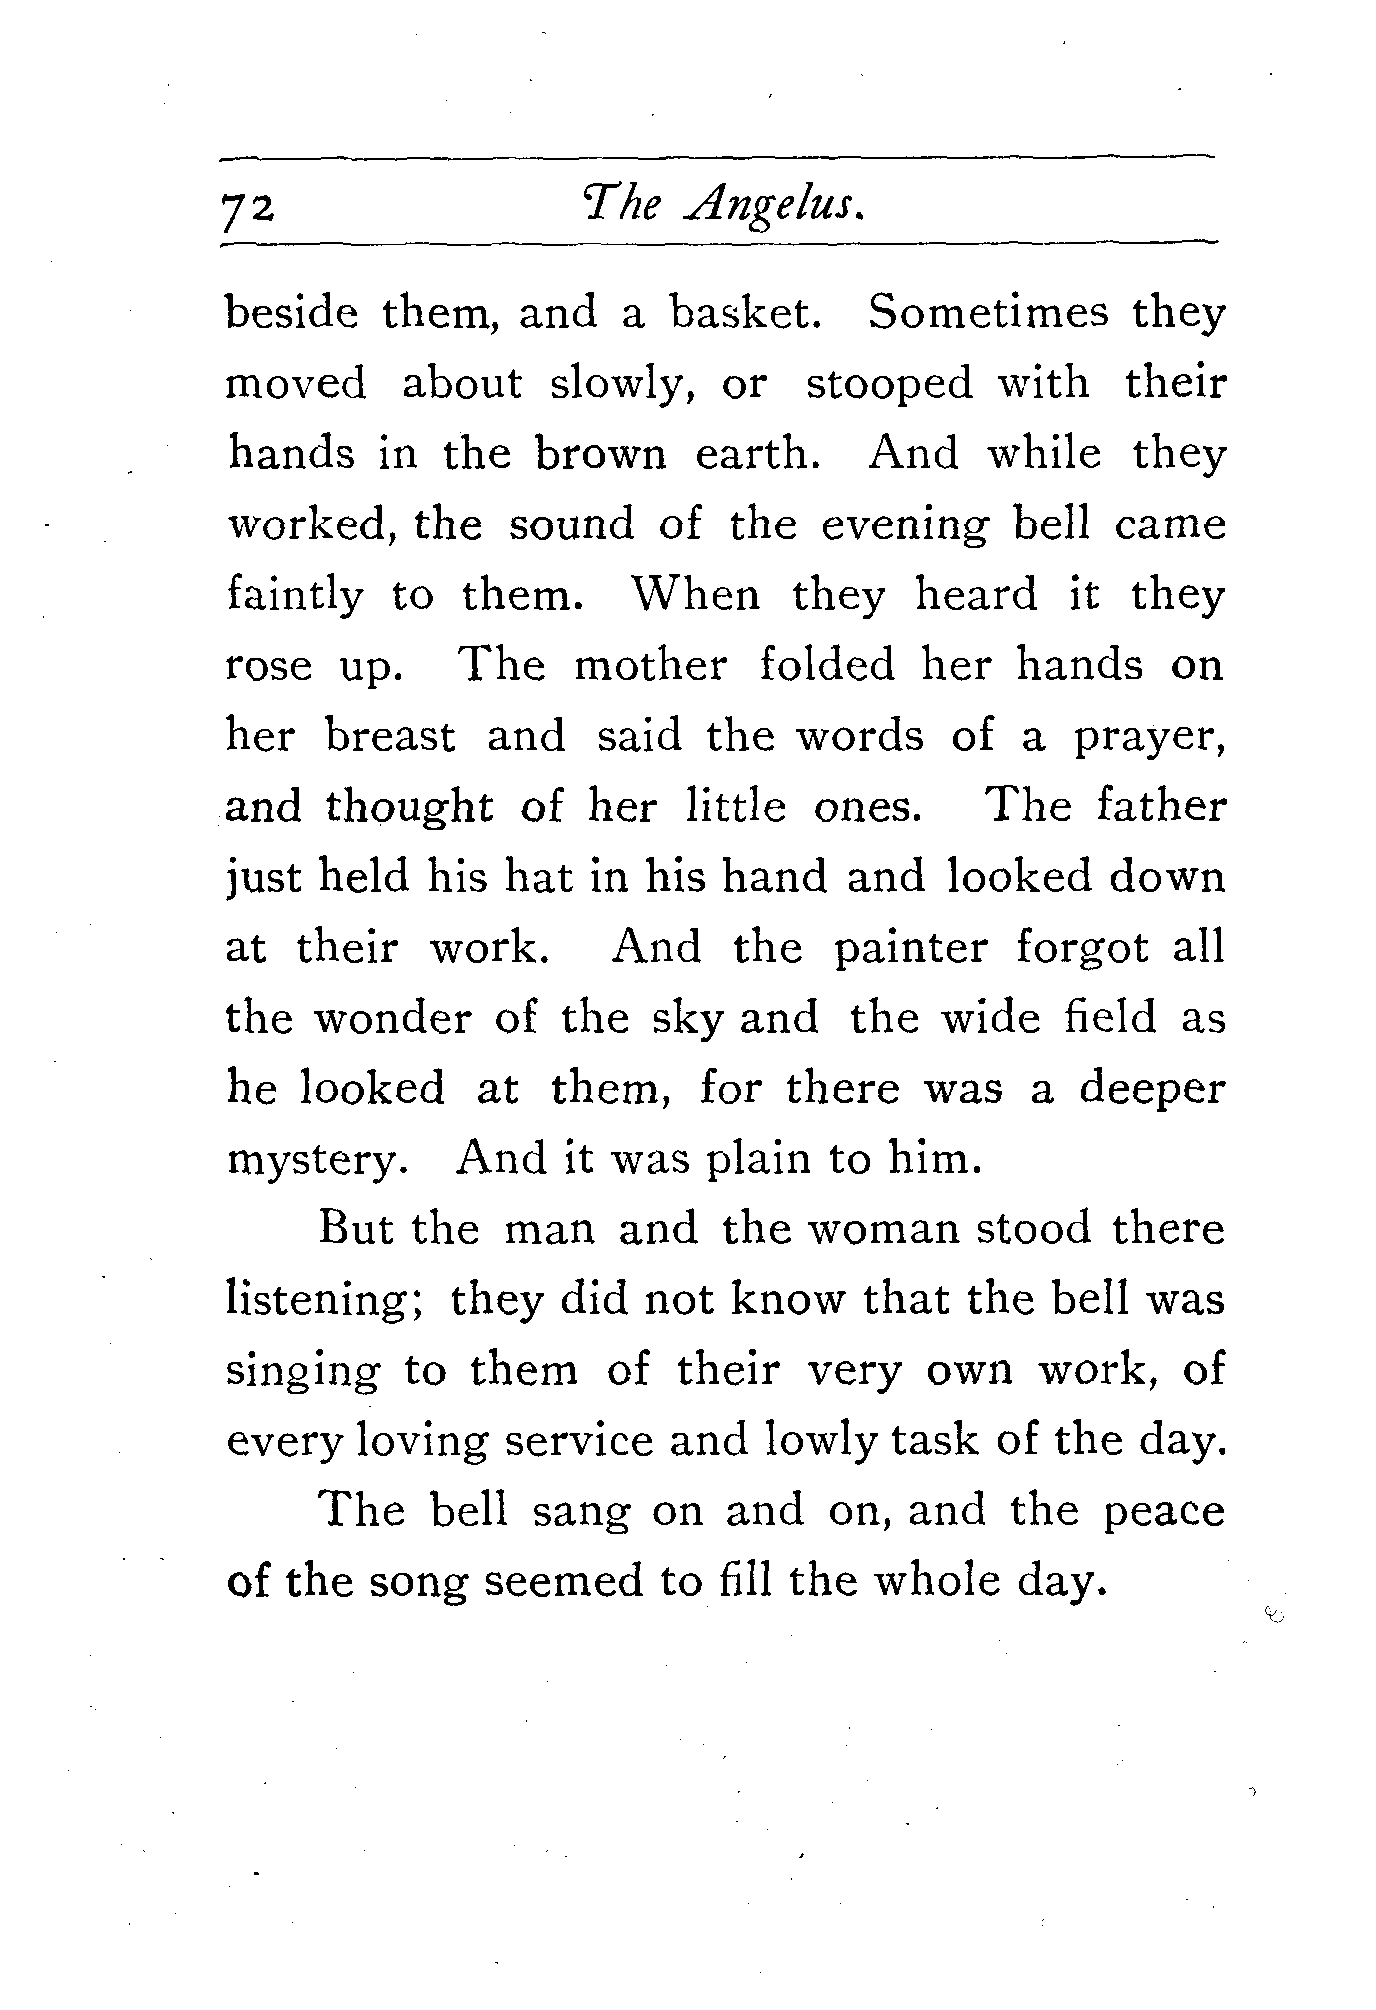 72 The Angelus.
beside them, and a basket. Sometimes they
moved about slowly, or stooped with their
hands in the brown earth. And while they
worked, the sound of the evening bell came
faintly to them. When they heard it they
rose up. The mother folded her hands on
her breast and said the words of a prayer,
and thought of her little ones. The father
just held his hat in his hand and looked down
at their work. And the painter forgot all
the wonder of the sky and the wide field as
he looked at them, for there was a deeper
mystery. And it was plain to him.
But the man and the woman stood there
listening; they did not know that the bell was
singing to them of their very own work, of
every loving service and lowly task of the day.
The bell sang on and on, and the peace
of the song seemed to fill the whole day.